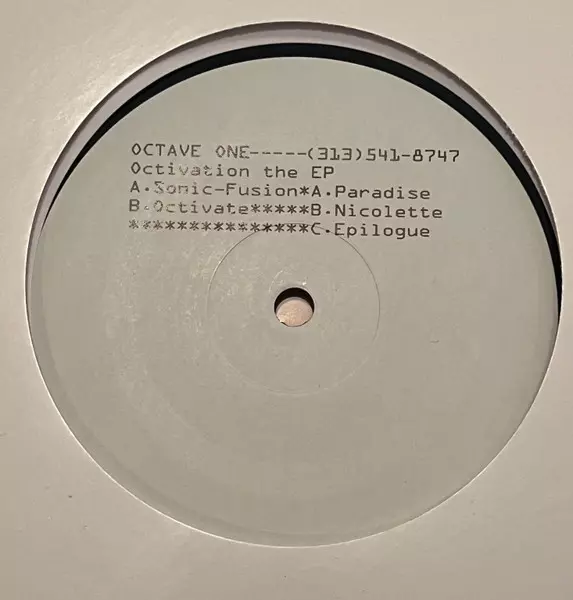 OCTAVE ONE-----(313)541-8747
Octivation the EP
A.Sonic-Fusion*A.Paradise
B.Octivate*****B.Nicolette
***************C.Epilogue